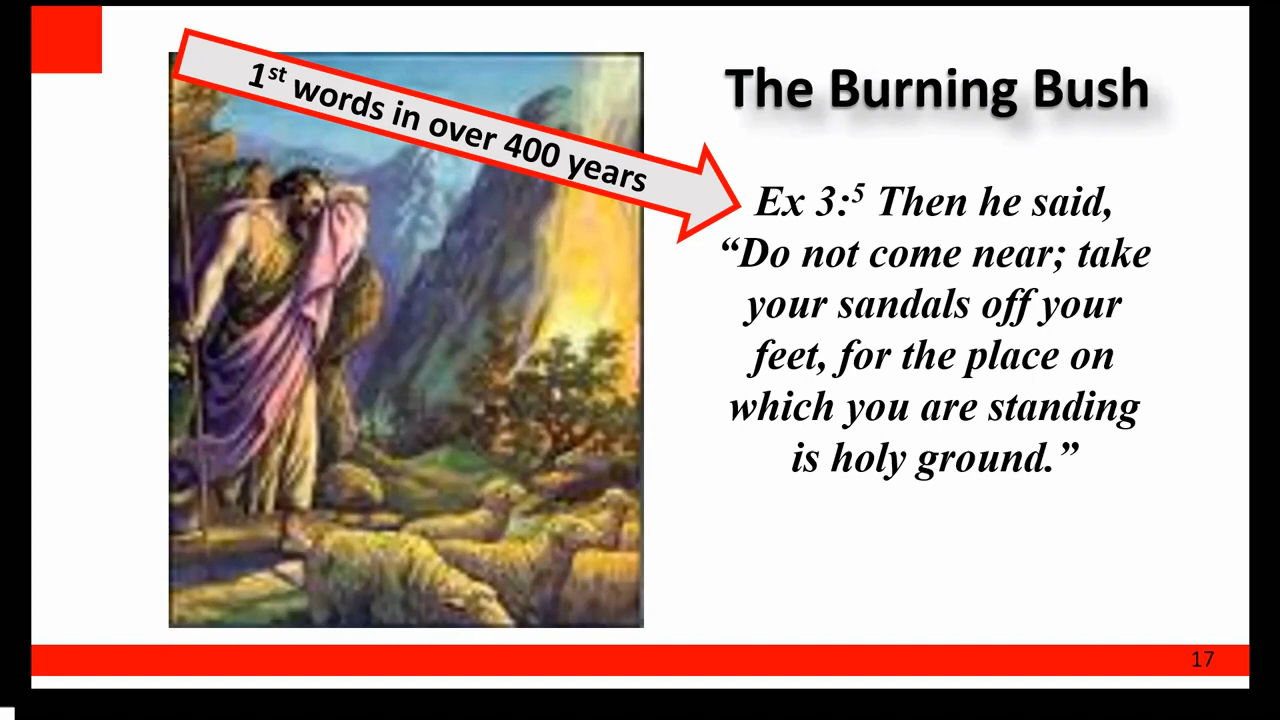 1st words in over 400 years
The Burning Bush
Ex 3:5 Then he said,
“Do not come near; take
your sandals off your
feet, for the place on
which you are standing
is holy ground.”
17